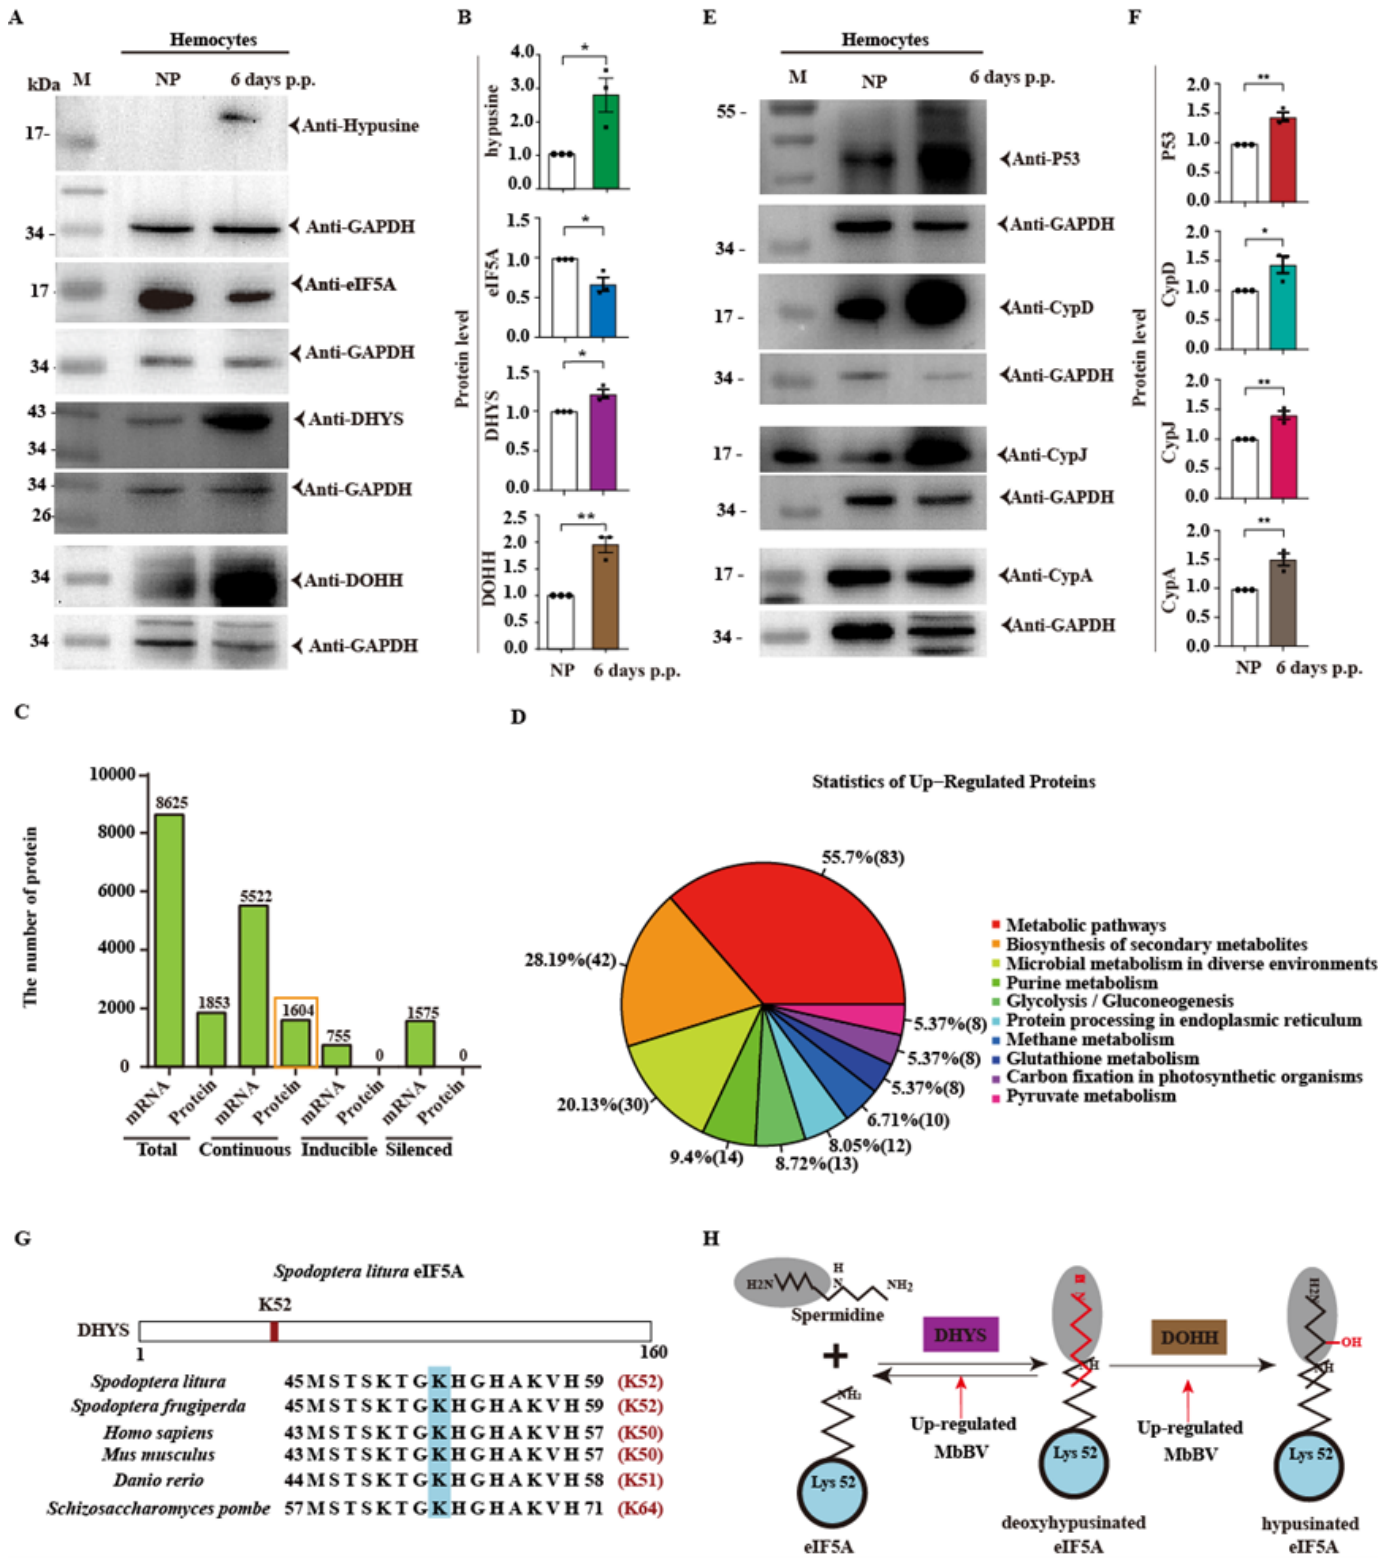 A
Hemocytes
kDa M NP 6 days p.p.
17-
Anti-Hypusine
34 -
Anti-GAPDH
17
Anti-eIF5A
34 -
Anti-GAPDH
43 -
Anti-DHYS
34 -
34
Anti-GAPDH
26
34
Anti-DOHH
34
Anti-GAPDH
B
Protein level
hypusine
4.0
3.0
2.0
1.0
0.0
*
eIF5A
1.5
1.0
0.5
0.0
*
DHYS
1.5
1.0
0.5
0.0
*
DOHH
2.5
2.0
1.5
1.0
0.5
0.0
**
NP 6 days p.p.
E
Hemocytes
M NP 6 days p.p.
55 -
Anti-P53
Anti-GAPDH
34 -
17 -
Anti-CypD
34 -
Anti-GAPDH
17 -
Anti-CypJ
34 -
Anti-GAPDH
17 -
Anti-CypA
34 -
Anti-GAPDH
F
Protein level
P53
2.0
1.5
1.0
0.5
0.0
**
CypD
2.0
1.5
1.0
0.5
0.0
*
CypJ
2.0
1.5
1.0
0.5
0.0
**
CypA
2.0
1.5
1.0
0.5
0.0
**
NP 6 days p.p.
C
The number of protein
10000
8000
6000
4000
2000
0
8625
1853
5522
1604
755
0
1575
0
mRNA Protein mRNA Protein mRNA Protein mRNA Protein
Total Continuous Inducible Silenced
D
Statistics of Up-Regulated Proteins
55.7%(83)
28.19%(42)
20.13%(30)
9.4%(14)
8.72%(13)
8.05%(12)
6.71%(10)
5.37%(8)
5.37%(8)
5.37%(8)
Metabolic pathways
Biosynthesis of secondary metabolites
Microbial metabolism in diverse environments
Purine metabolism
Glycolysis / Gluconeogenesis
Protein processing in endoplasmic reticulum
Methane metabolism
Glutathione metabolism
Carbon fixation in photosynthetic organisms
Pyruvate metabolism
G
Spodoptera litura eIF5A
K52
DHYS
1 160
Spodoptera litura 45 M S T S K T G K H G H A K V H 59 (K52)
Spodoptera frugiperda 45 M S T S K T G K H G H A K V H 59 (K52)
Homo sapiens 43 M S T S K T G K H G H A K V H 57 (K50)
Mus musculus 43 M S T S K T G K H G H A K V H 57 (K50)
Danio rerio 44 M S T S K T G K H G H A K V H 58 (K51)
Schizosaccharomyces pombe 57 M S T S K T G K H G H A K V H 71 (K64)
H
H2N
H
N
NH2
Spermidine
+
NH2
Lys 52
eIF5A
DHYS
Up-regulated
MbBV
NH
Lys 52
deoxyhypusinated
eIF5A
DOHH
Up-regulated
MbBV
H2N
OH
NH
Lys 52
hypusinated
eIF5A